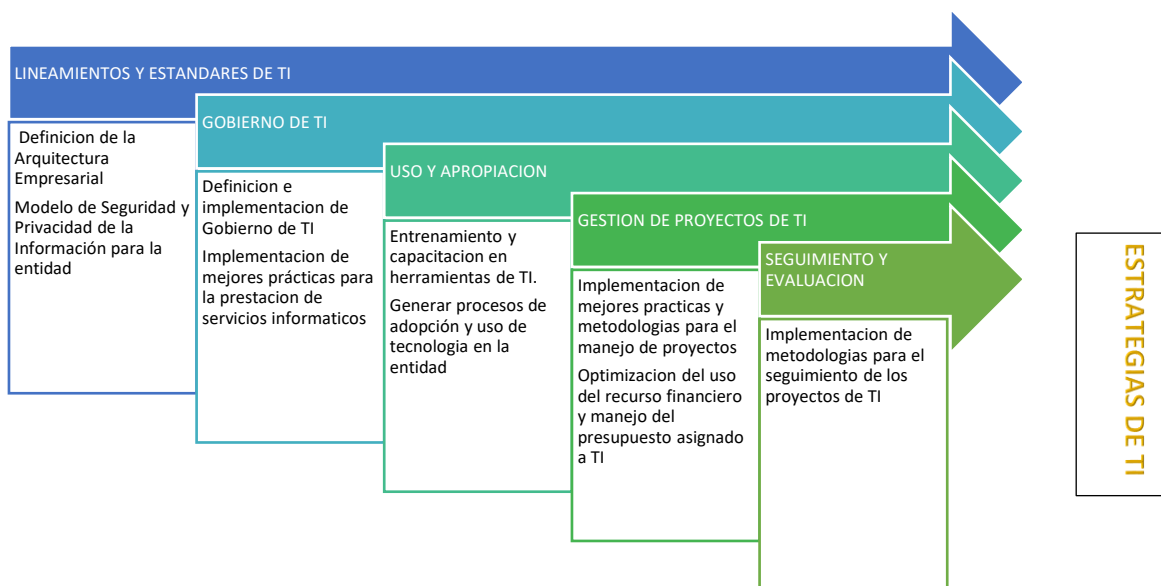 LINEAMIENTOS Y ESTANDARES DE TI
Definicion de la
Arquitectura
Empresarial
Modelo de Seguridad y
Privacidad de la
Información para la
entidad
GOBIERNO DE TI
Definicion e
implementacion de
Gobierno de TI
Implementacion de
mejores prácticas para
la prestacion de
servicios informaticos
USO Y APROPIACION
Entrenamiento y
capacitacion en
herramientas de TI.
Generar procesos de
adopción y uso de
tecnologia en la
entidad
GESTION DE PROYECTOS DE TI
Implementacion de
mejores practicas y
metodologias para el
manejo de proyectos
Optimizacion del uso
del recurso financiero
y manejo del
presupuesto asignado
a TI
SEGUIMIENTO Y
EVALUACION
Implementacion de
metodologias para el
seguimiento de los
proyectos de TI
ESTRATEGIAS DE TI